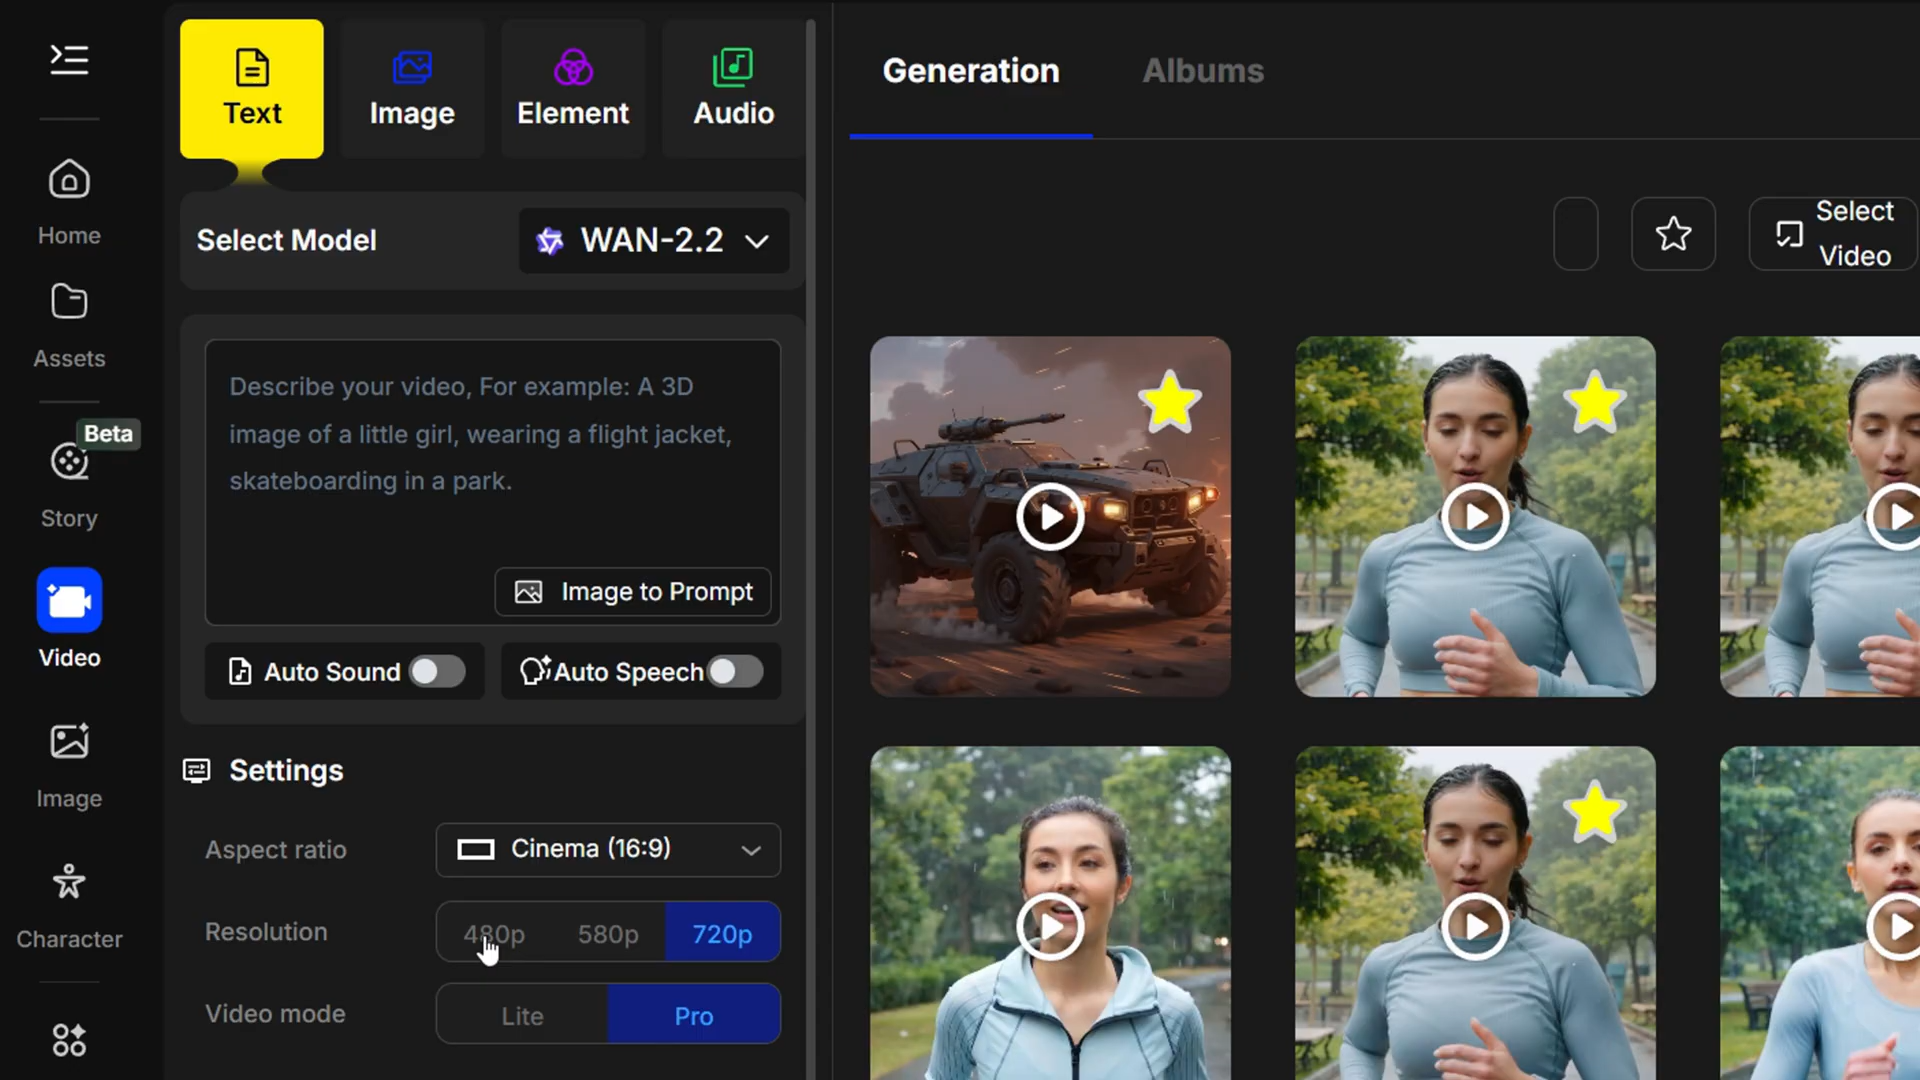 Text
Image
Element
Audio
Generation
Albums
Home
Assets
Beta
Story
Video
Image
Character
Select Model
WAN-2.2
Select
Video
Describe your video, For example: A 3D
image of a little girl, wearing a flight jacket,
skateboarding in a park.
Image to Prompt
Auto Sound
Auto Speech
Settings
Aspect ratio
Cinema (16:9)
Resolution
480p
580p
720p
Video mode
Lite
Pro